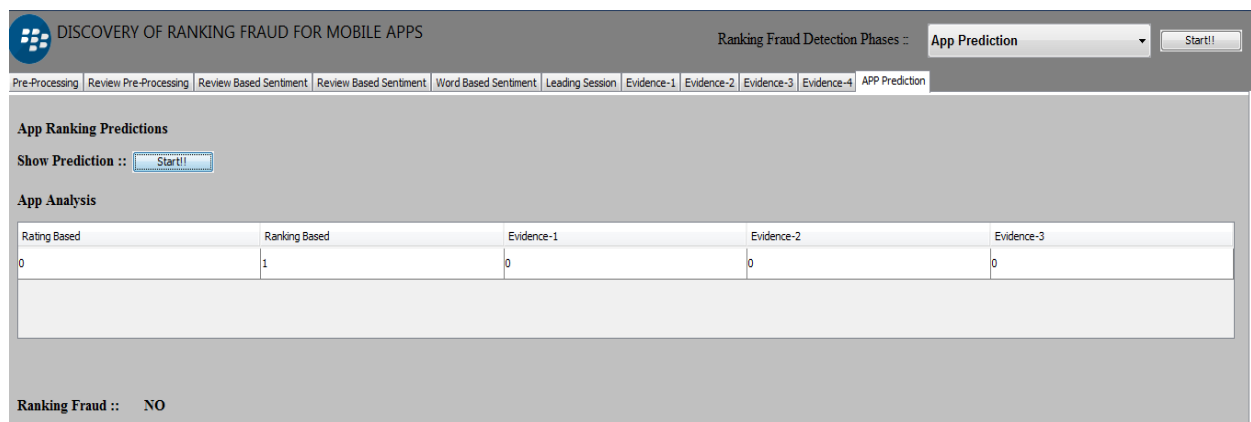 DISCOVERY OF RANKING FRAUD FOR MOBILE APPS
Ranking Fraud Detection Phases :: App Prediction Start!!
Pre-Processing Review Pre-Processing Review Based Sentiment Review Based Sentiment Word Based Sentiment Leading Session Evidence-1 Evidence-2 Evidence-3 Evidence-4 APP Prediction
App Ranking Predictions
Show Prediction :: Start!!
App Analysis
Rating Based Ranking Based Evidence-1 Evidence-2 Evidence-3
0 1 0 0 0
Ranking Fraud :: NO